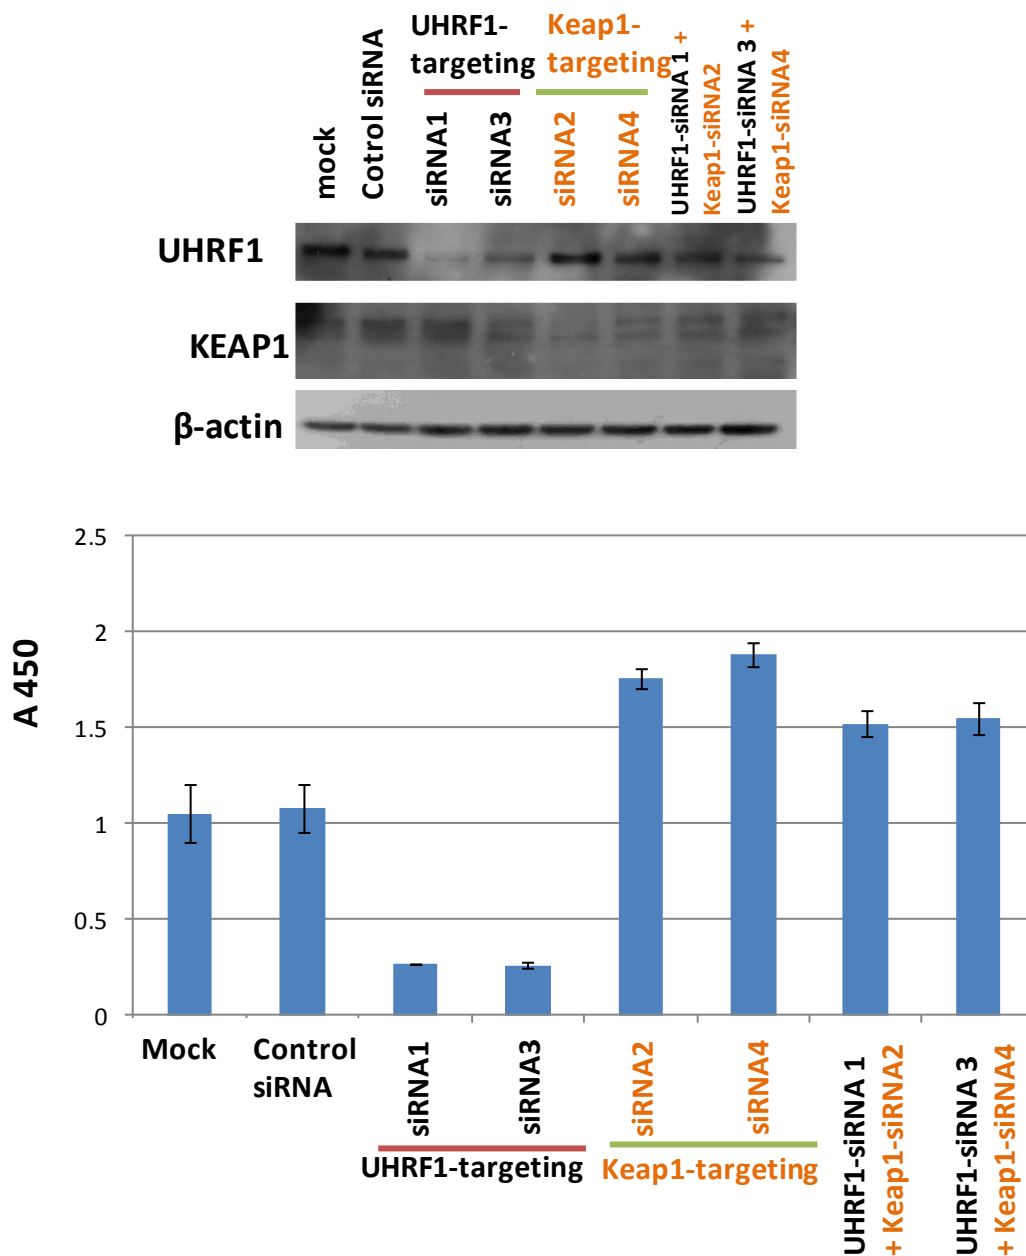 mock
Cotrol siRNA
UHRF1-
targeting
siRNA1
siRNA3
Keap1-
targeting
siRNA2
siRNA4
UHRF1-siRNA 1 +
Keap1-siRNA2
UHRF1-siRNA 3 +
Keap1-siRNA4
UHRF1
KEAP1
β-actin
A 450
2.5
2
1.5
1
0.5
0
Mock
Control
siRNA
siRNA1
siRNA3
UHRF1-targeting
siRNA2
siRNA4
Keap1-targeting
UHRF1-siRNA 1
+ Keap1-siRNA2
UHRF1-siRNA 3
+ Keap1-siRNA4